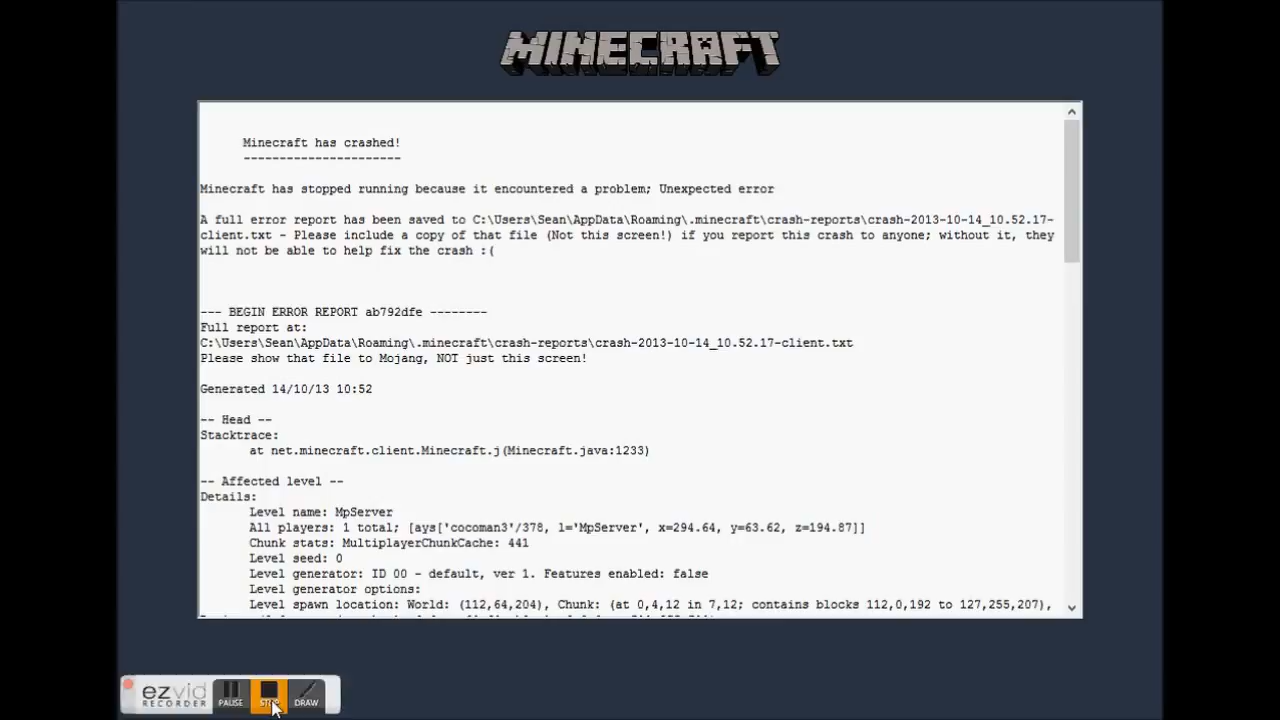 MINECRAFT
Minecraft has crashed!
----------------------
Minecraft has stopped running because it encountered a problem; Unexpected error
A full error report has been saved to C:\Users\Sean\AppData\Roaming\.minecraft\crash-reports\crash-2013-10-14_10.52.17-
client.txt - Please include a copy of that file (Not this screen!) if you report this crash to anyone; without it, they
will not be able to help fix the crash :(
--- BEGIN ERROR REPORT ab792dfe --------
Full report at:
C:\Users\Sean\AppData\Roaming\.minecraft\crash-reports\crash-2013-10-14_10.52.17-client.txt
Please show that file to Mojang, NOT just this screen!
Generated 14/10/13 10:52
-- Head --
Stacktrace:
at net.minecraft.client.Minecraft.j(Minecraft.java:1233)
-- Affected level --
Details:
Level name: MpServer
All players: 1 total; [ays['cocoman3'/378, l='MpServer', x=294.64, y=63.62, z=194.87]]
Chunk stats: MultiplayerChunkCache: 441
Level seed: 0
Level generator: ID 00 - default, ver 1. Features enabled: false
Level generator options:
Level spawn location: World: (112,64,204), Chunk: (at 0,4,12 in 7,12; contains blocks 112,0,192 to 127,255,207),
ezvid
RECORDER
PAUSE
STOP
DRAW